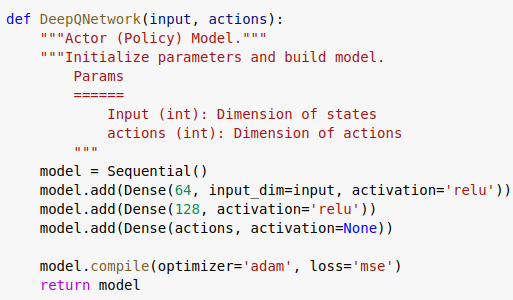 def DeepQNetwork(input, actions):
    """Actor (Policy) Model."""
    """Initialize parameters and build model.
        Params
        ======
            Input (int): Dimension of states
            actions (int): Dimension of actions
        """
    model = Sequential()
    model.add(Dense(64, input_dim=input, activation='relu'))
    model.add(Dense(128, activation='relu'))
    model.add(Dense(actions, activation=None))

    model.compile(optimizer='adam', loss='mse')
    return model